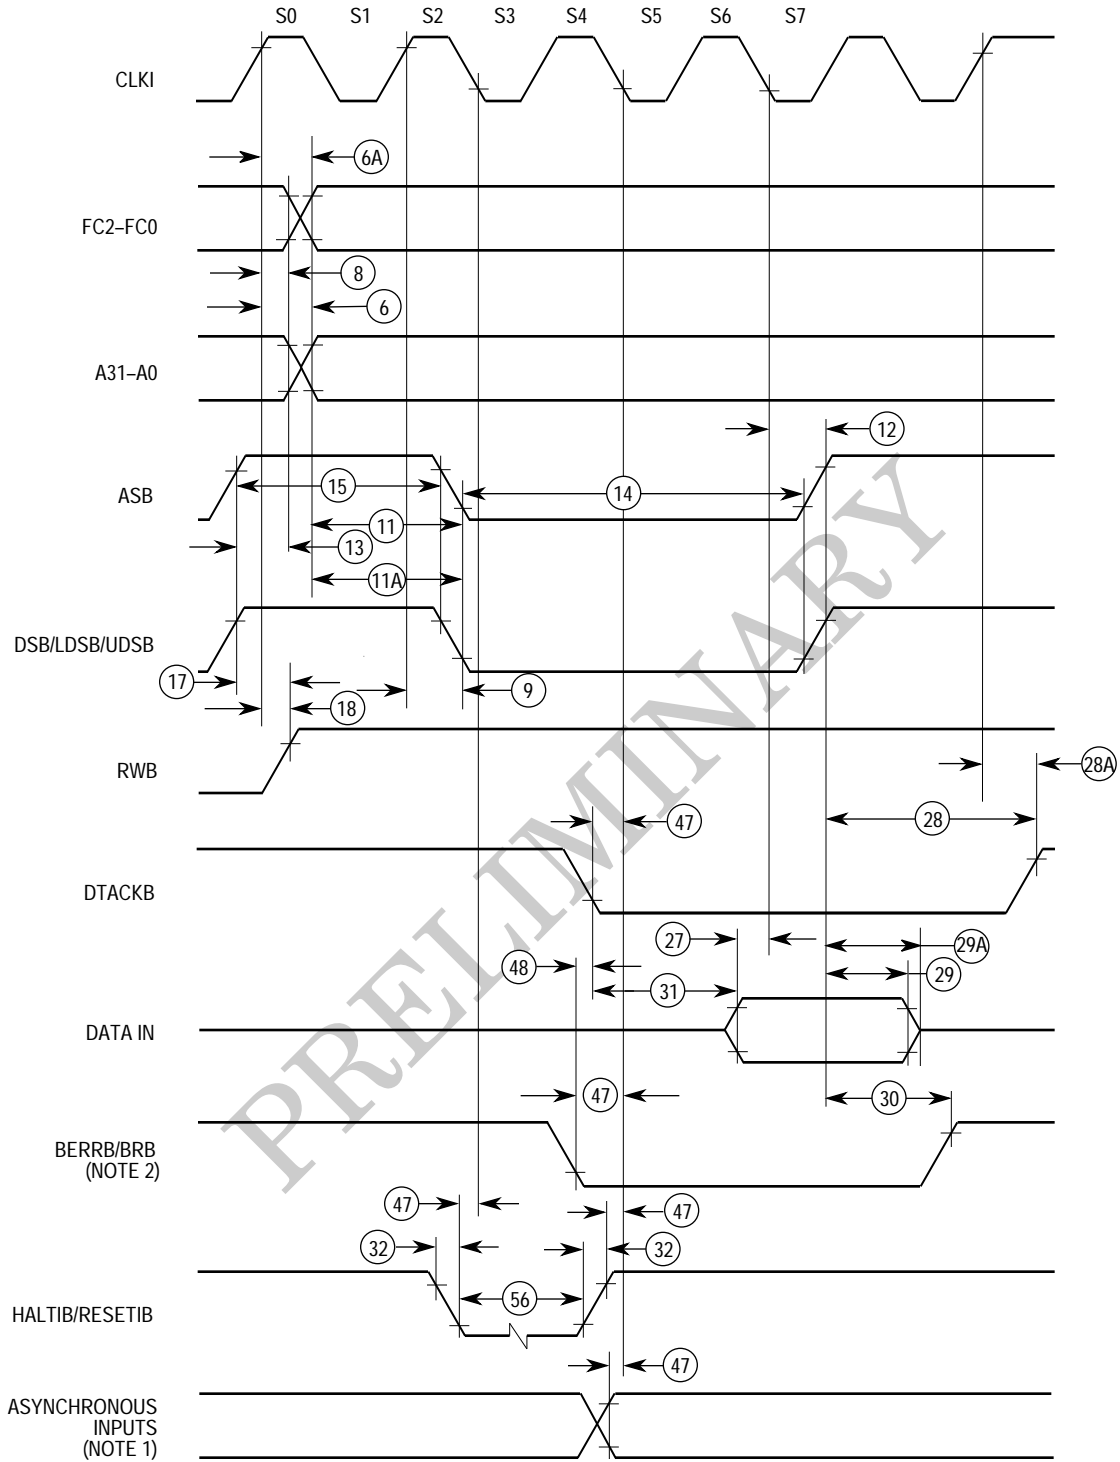 S0 S1 S2 S3 S4 S5 S6 S7
CLKI
6A
FC2–FC0
8
6
A31–A0
12
ASB
15
14
11
13
11A
DSB/LDSB/UDSB
17
9
18
RWB
28A
47
28
DTACKB
27
29A
48
31
29
DATA IN
47
30
BERRB/BRB
(NOTE 2)
47
47
32
32
56
HALTIB/RESETIB
47
ASYNCHRONOUS
INPUTS
(NOTE 1)
PRELIMINARY